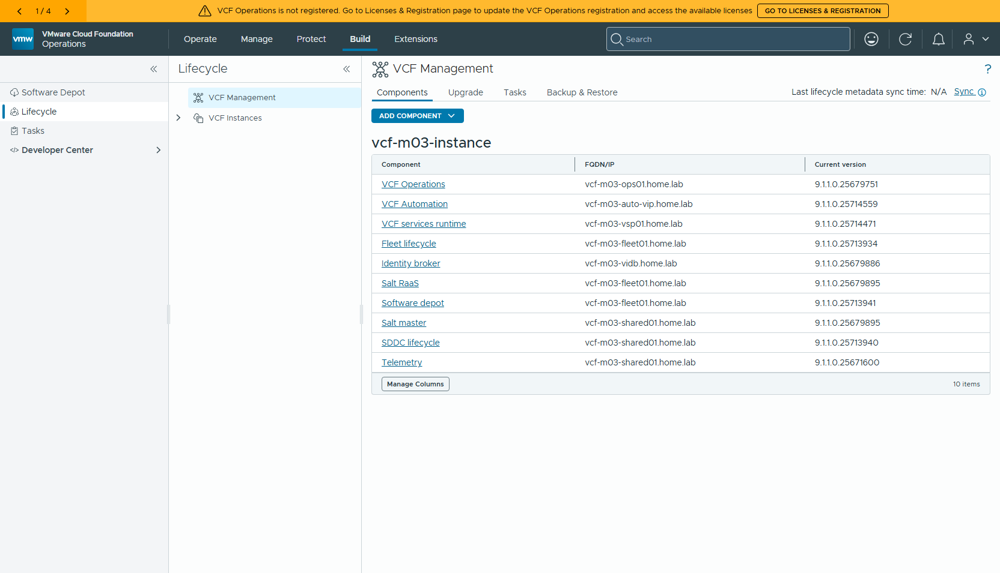 1 / 4
VCF Operations is not registered. Go to Licenses & Registration page to update the VCF Operations registration and access the available licenses
GO TO LICENSES & REGISTRATION
vmw
VMware Cloud Foundation
Operations
Operate
Manage
Protect
Build
Extensions
Search
Software Depot
Lifecycle
Tasks
</> Developer Center
Lifecycle
VCF Management
VCF Instances
VCF Management
?
Components
Upgrade
Tasks
Backup & Restore
Last lifecycle metadata sync time: N/A Sync
ADD COMPONENT
vcf-m03-instance
Component FQDN/IP Current version
VCF Operations vcf-m03-ops01.home.lab 9.1.1.0.25679751
VCF Automation vcf-m03-auto-vip.home.lab 9.1.1.0.25714559
VCF services runtime vcf-m03-vsp01.home.lab 9.1.1.0.25714471
Fleet lifecycle vcf-m03-fleet01.home.lab 9.1.1.0.25713934
Identity broker vcf-m03-vidb.home.lab 9.1.1.0.25679886
Salt RaaS vcf-m03-fleet01.home.lab 9.1.1.0.25679895
Software depot vcf-m03-fleet01.home.lab 9.1.1.0.25713941
Salt master vcf-m03-shared01.home.lab 9.1.1.0.25679895
SDDC lifecycle vcf-m03-shared01.home.lab 9.1.1.0.25713940
Telemetry vcf-m03-shared01.home.lab 9.1.1.0.25671600
Manage Columns
10 items